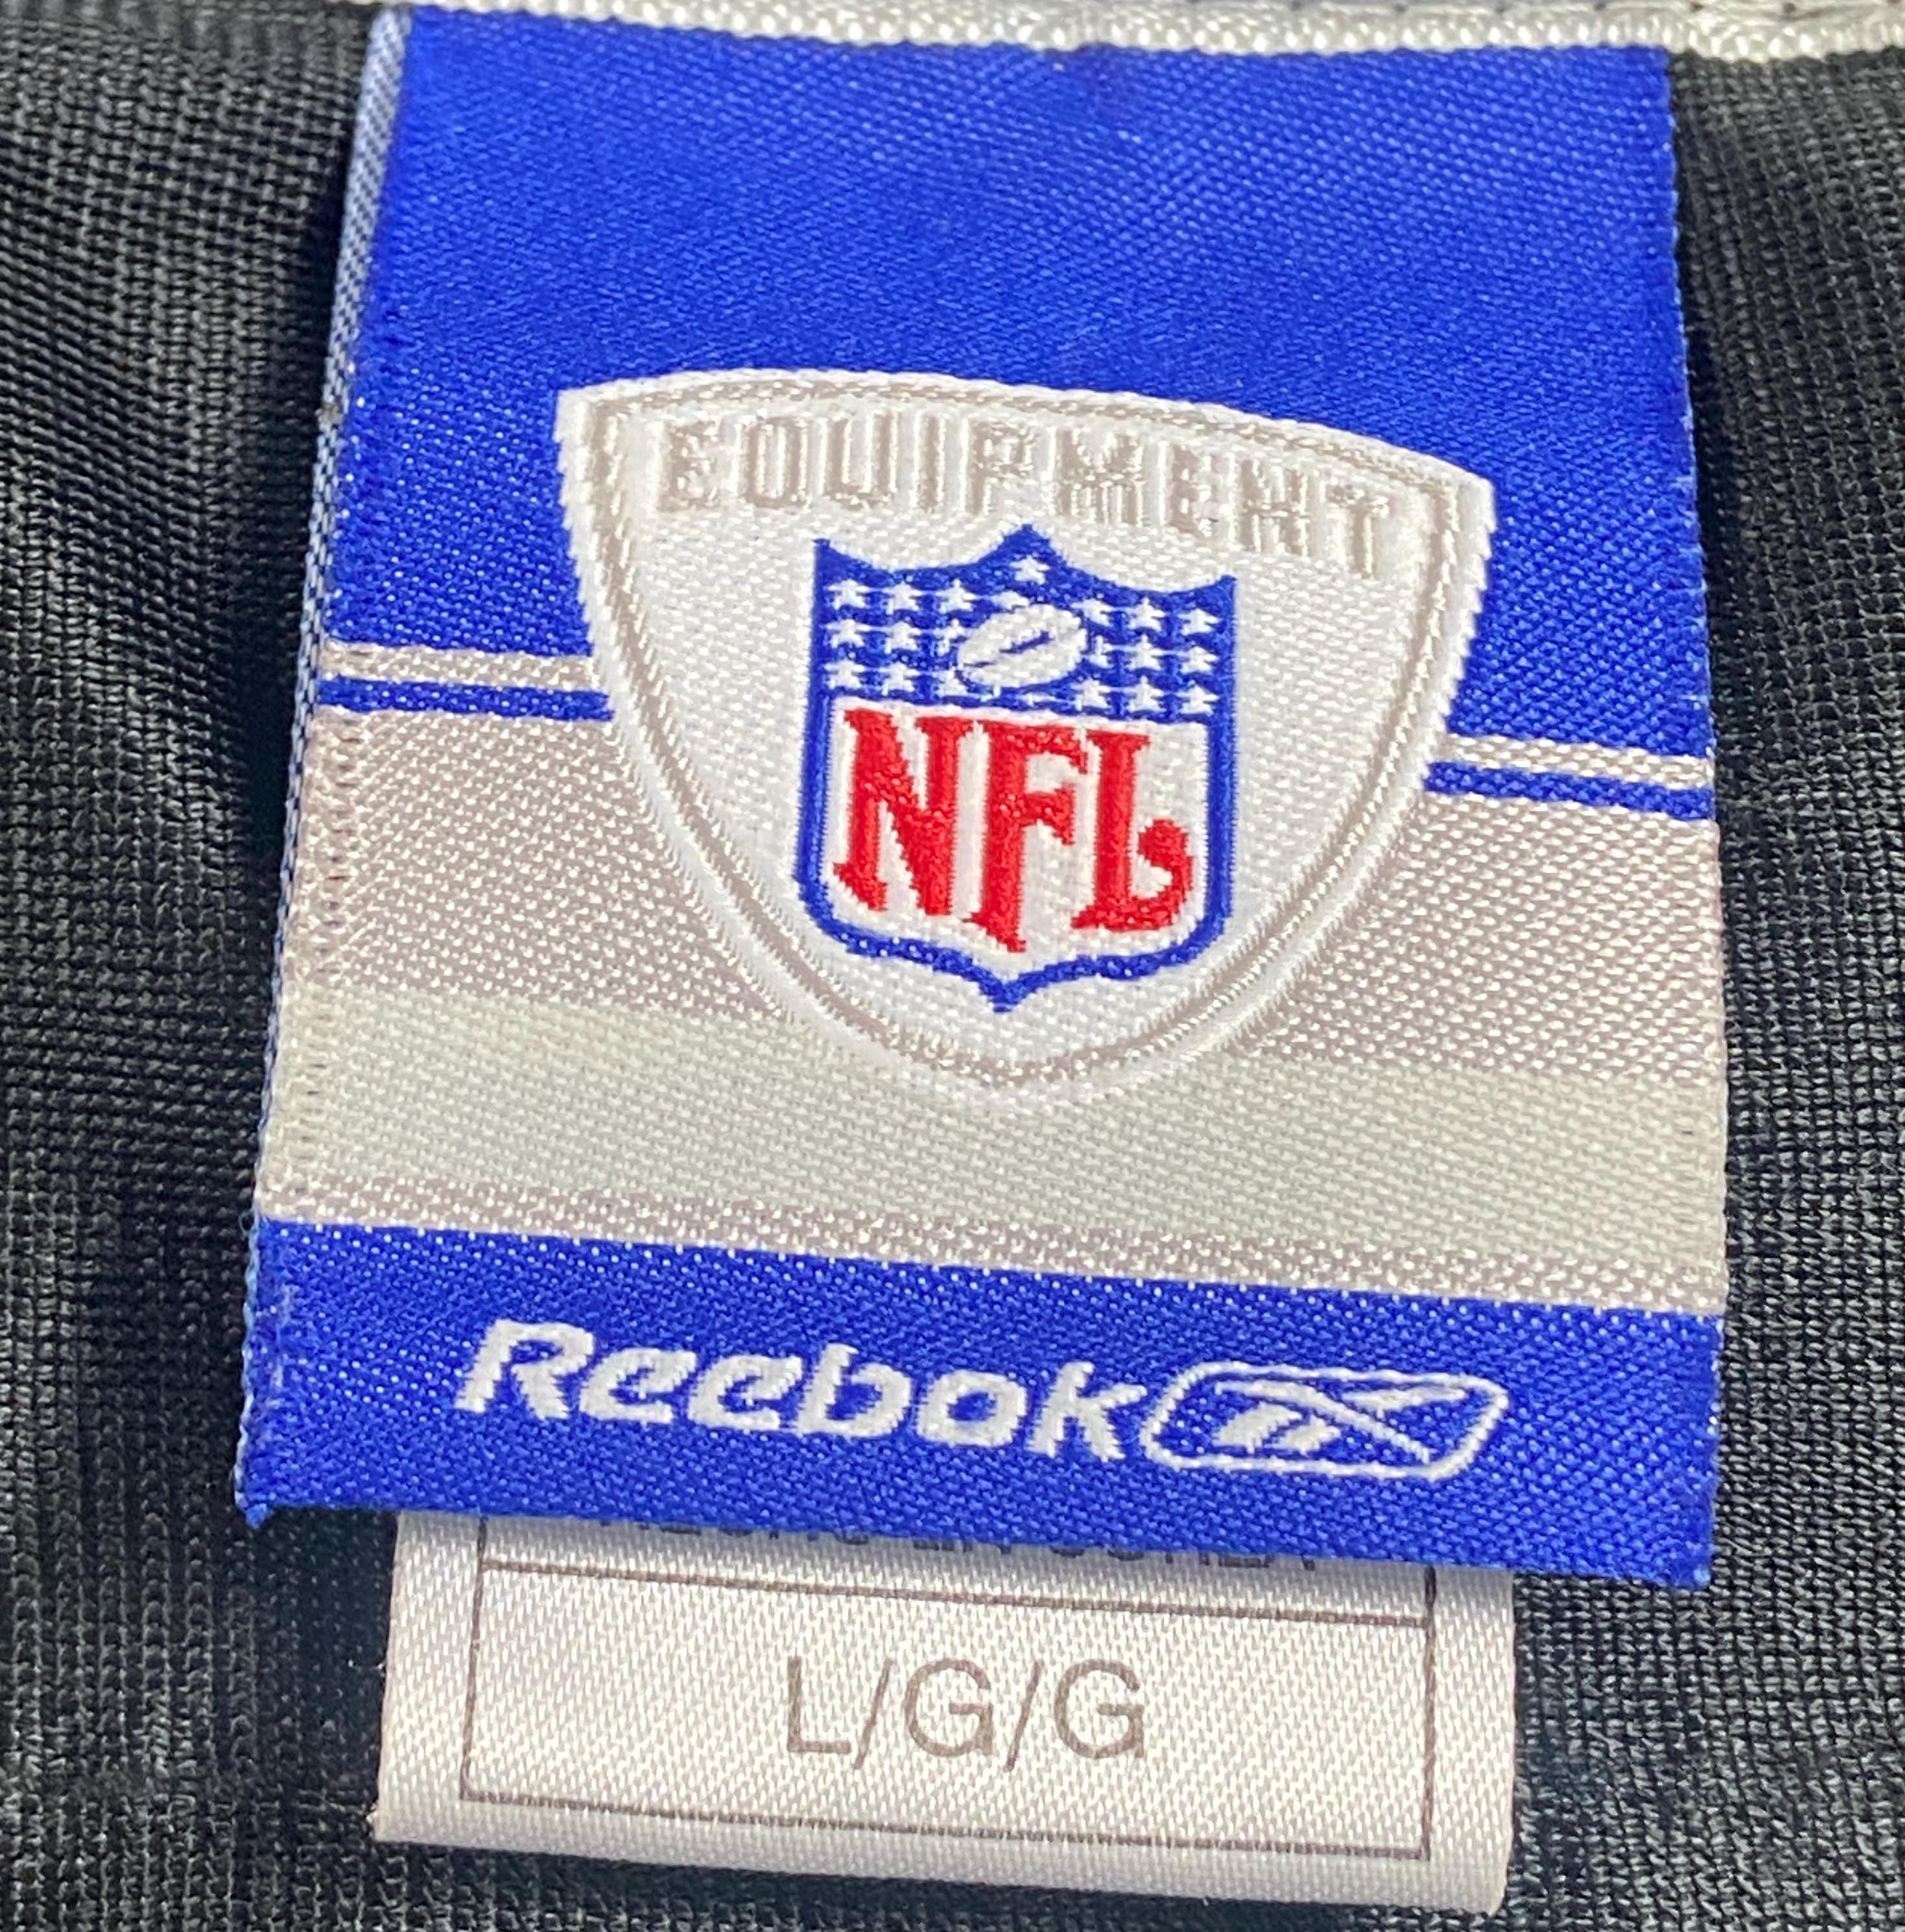 EQUIPMENT
NFL
Reebok
L/G/G